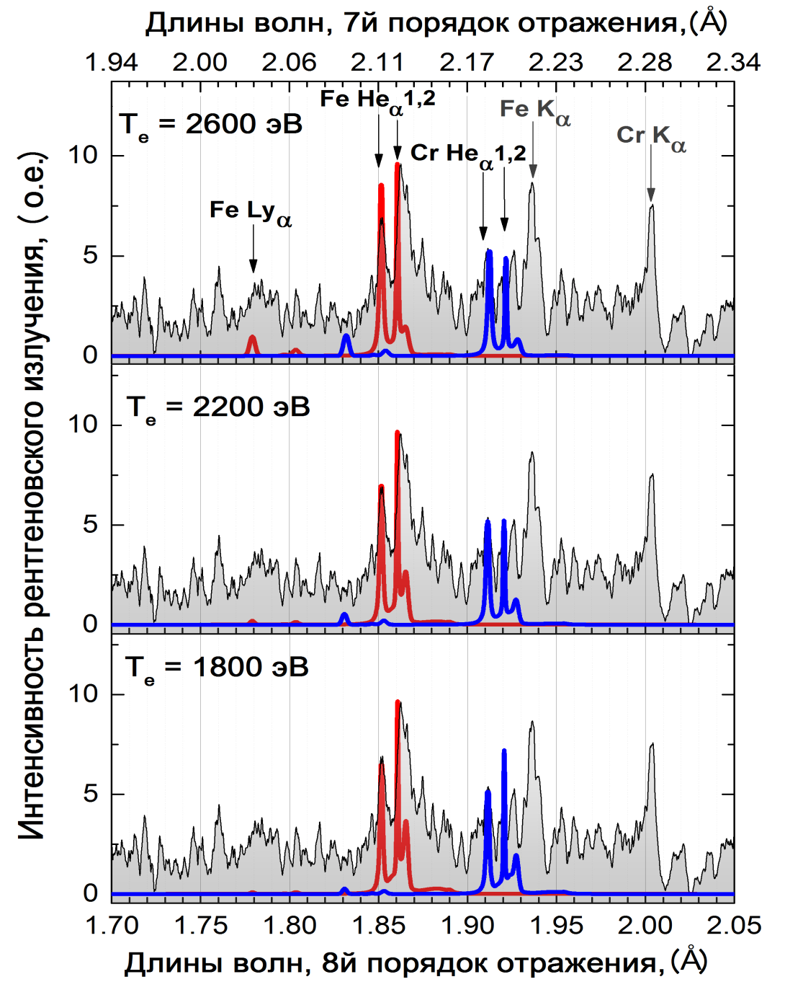 Длины волн, 7й порядок отражения,(Å)
1.94 2.00 2.06 2.11 2.17 2.23 2.28 2.34
Fe Heα1,2
Fe Kα
Te = 2600 эВ
Cr Kα
Cr Heα1,2
Fe Lyα
10
5
0
Te = 2200 эВ
10
5
0
Te = 1800 эВ
10
5
0
Интенсивность рентгеновского излучения, ( о.е.)
1.70 1.75 1.80 1.85 1.90 1.95 2.00 2.05
Длины волн, 8й порядок отражения,(Å)